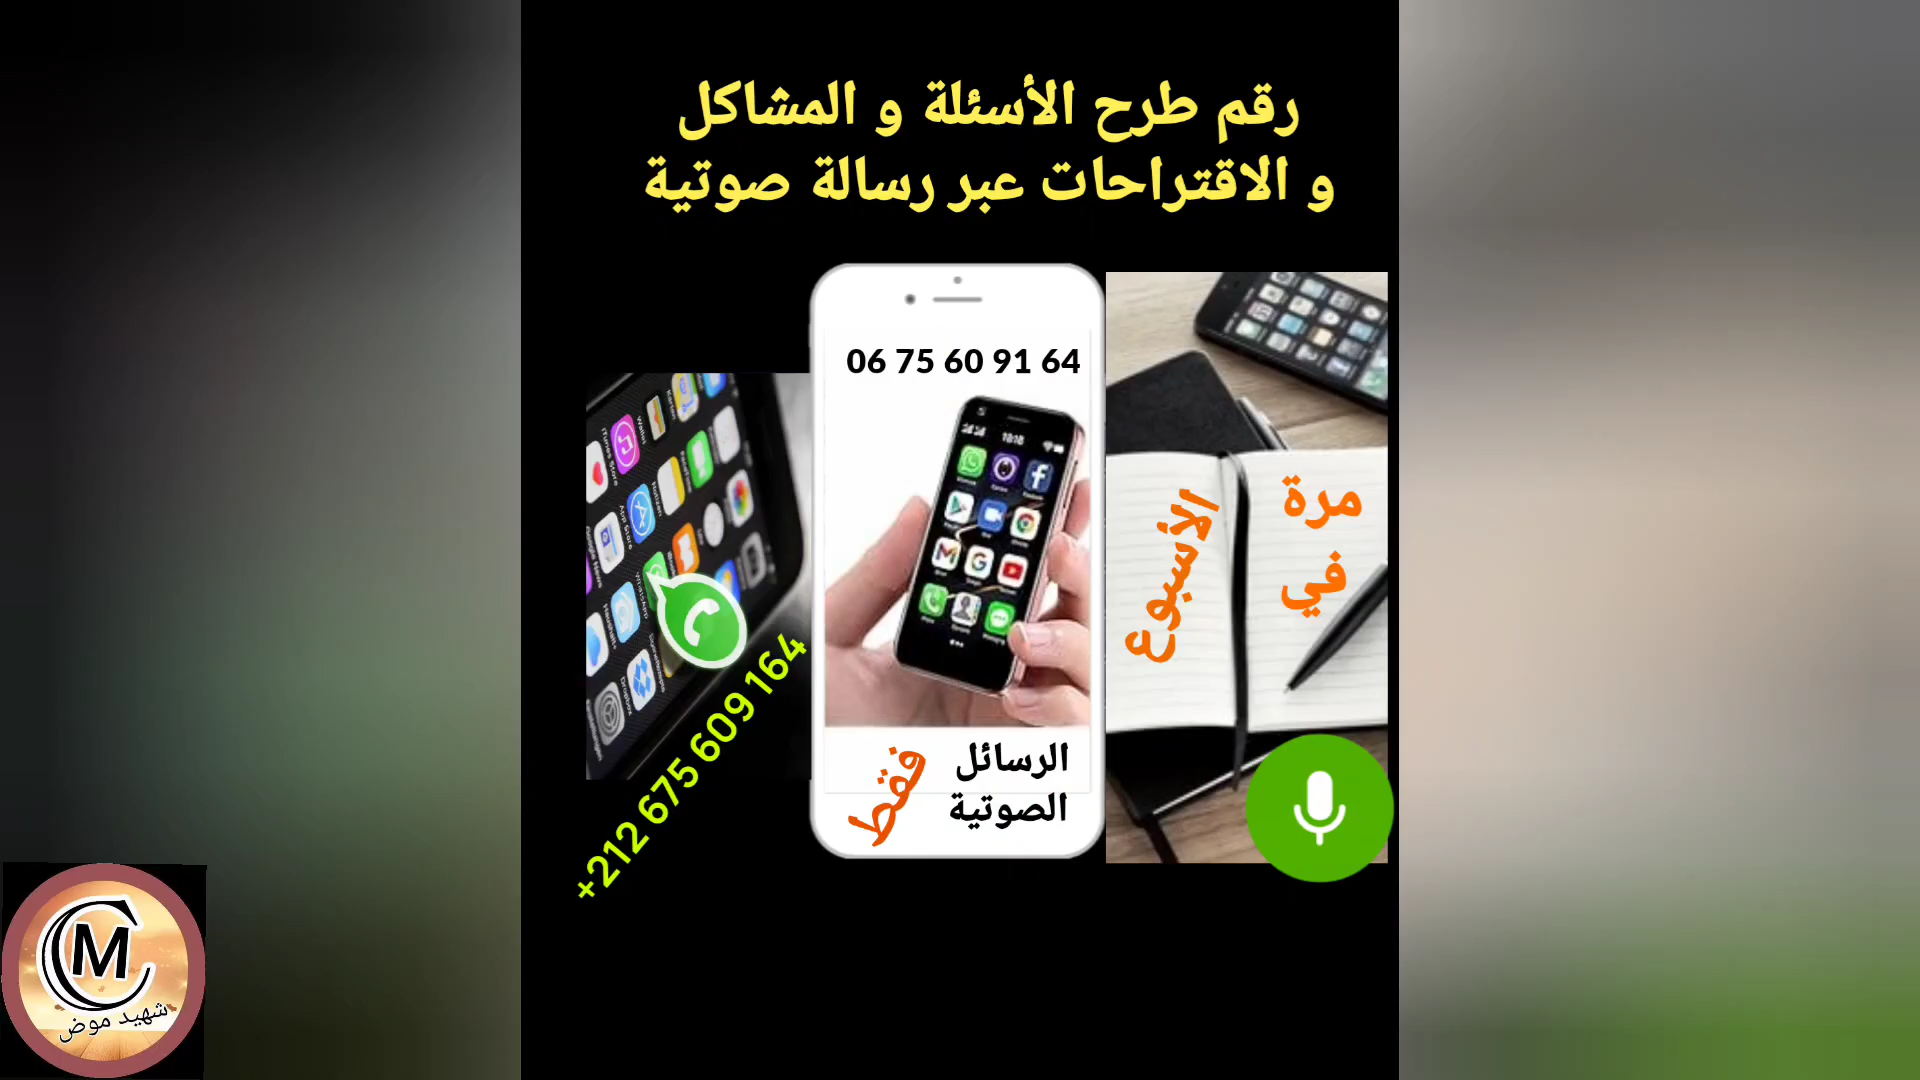 رقم طرح الأسئلة و المشاكل
و الاقتراحات عبر رسالة صوتية
06 75 60 91 64
مرة
في
الأسبوع
+212 675 609 164
الرسائل
الصوتية
فقط
CM
شهيد موض